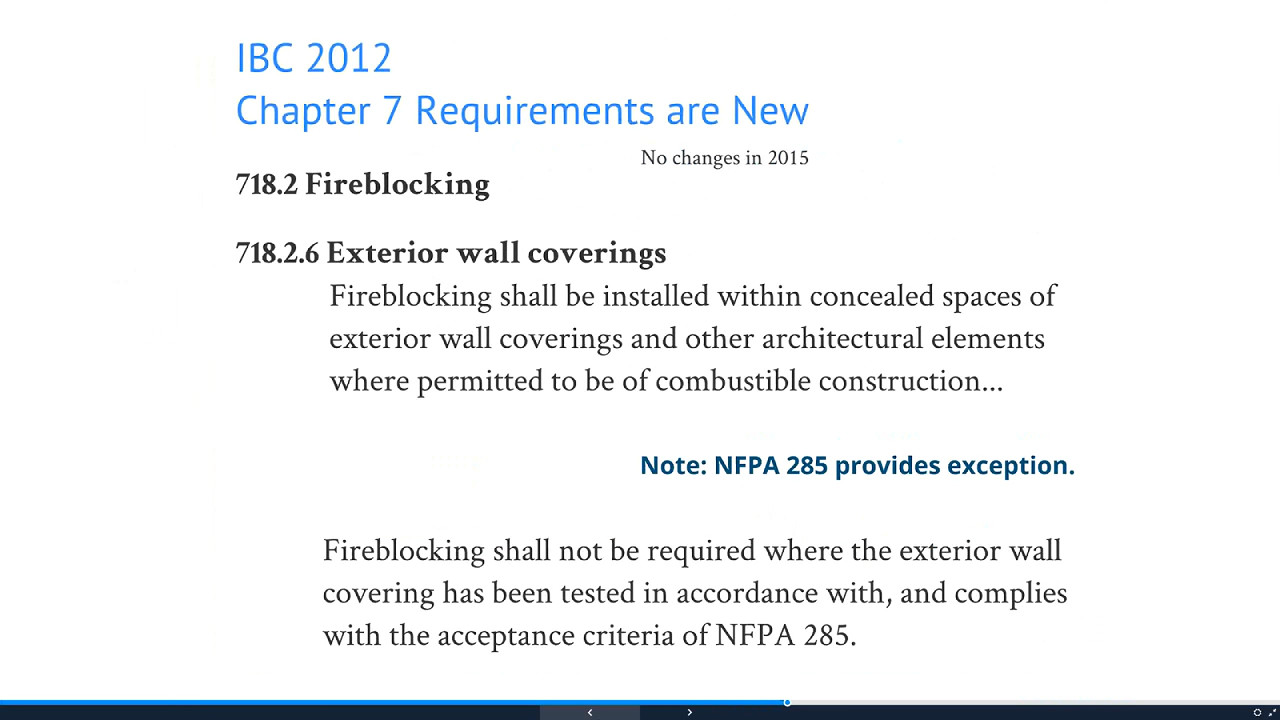 IBC 2012
Chapter 7 Requirements are New
No changes in 2015
718.2 Fireblocking
718.2.6 Exterior wall coverings
Fireblocking shall be installed within concealed spaces of
exterior wall coverings and other architectural elements
where permitted to be of combustible construction...
Note: NFPA 285 provides exception.
Fireblocking shall not be required where the exterior wall
covering has been tested in accordance with, and complies
with the acceptance criteria of NFPA 285.